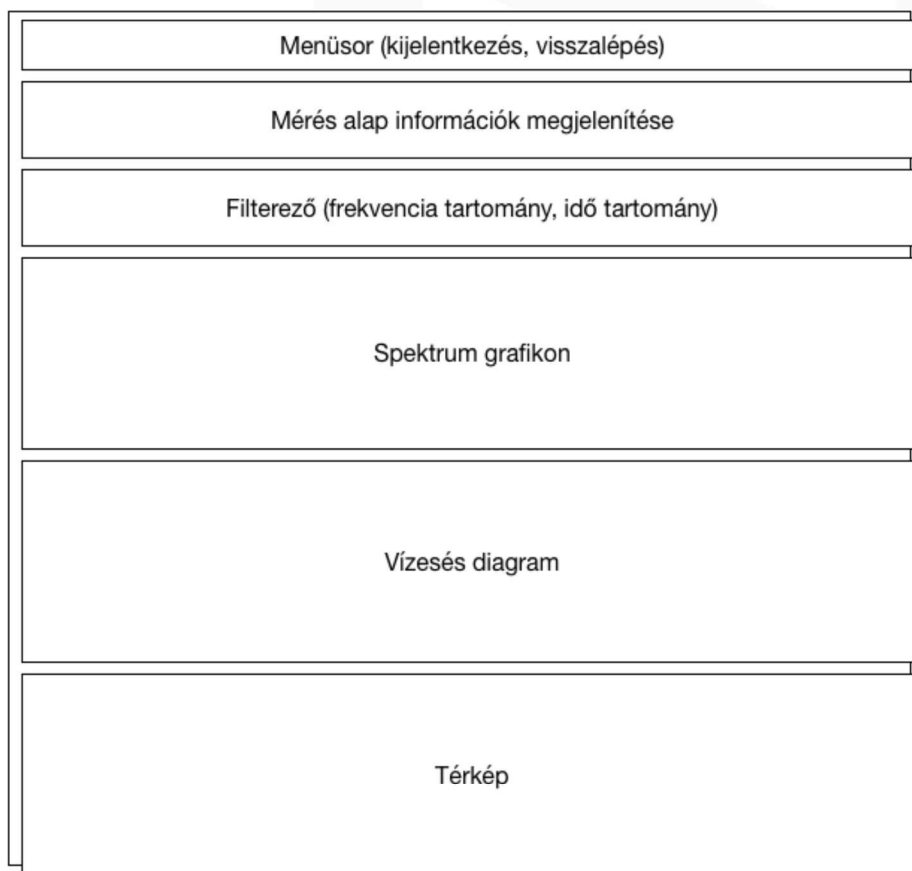 Menüsor (kijelentkezés, visszalépés)
Mérés alap információk megjelenítése
Filterező (frekvencia tartomány, idő tartomány)
Spektrum grafikon
Vízesés diagram
Térkép